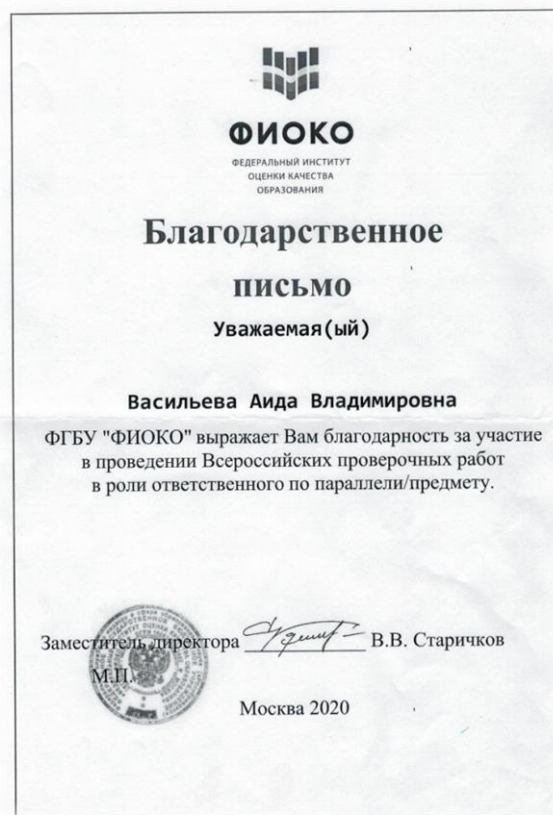 ФИОКО
ФЕДЕРАЛЬНЫЙ ИНСТИТУТ
ОЦЕНКИ КАЧЕСТВА
ОБРАЗОВАНИЯ
Благодарственное
письмо
Уважаемая(ый)
Васильева Аида Владимировна
ФГБУ "ФИОКО" выражает Вам благодарность за участие
в проведении Всероссийских проверочных работ
в роли ответственного по параллели/предмету.
Заместитель директора В.В. Старичков
М.П.
Москва 2020